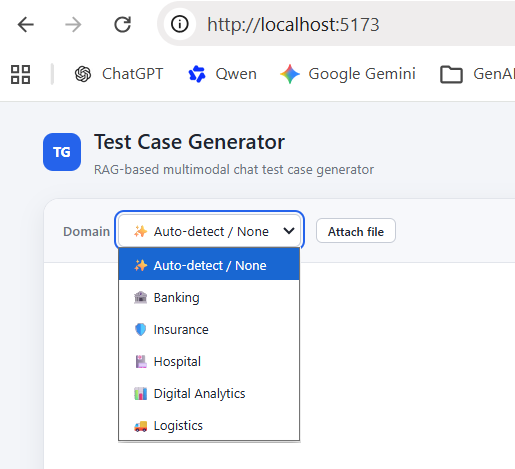 http://localhost:5173
ChatGPT Qwen Google Gemini
TG
Test Case Generator
RAG-based multimodal chat test case generator
Domain Auto-detect / None Attach file
Auto-detect / None
Banking
Insurance
Hospital
Digital Analytics
Logistics